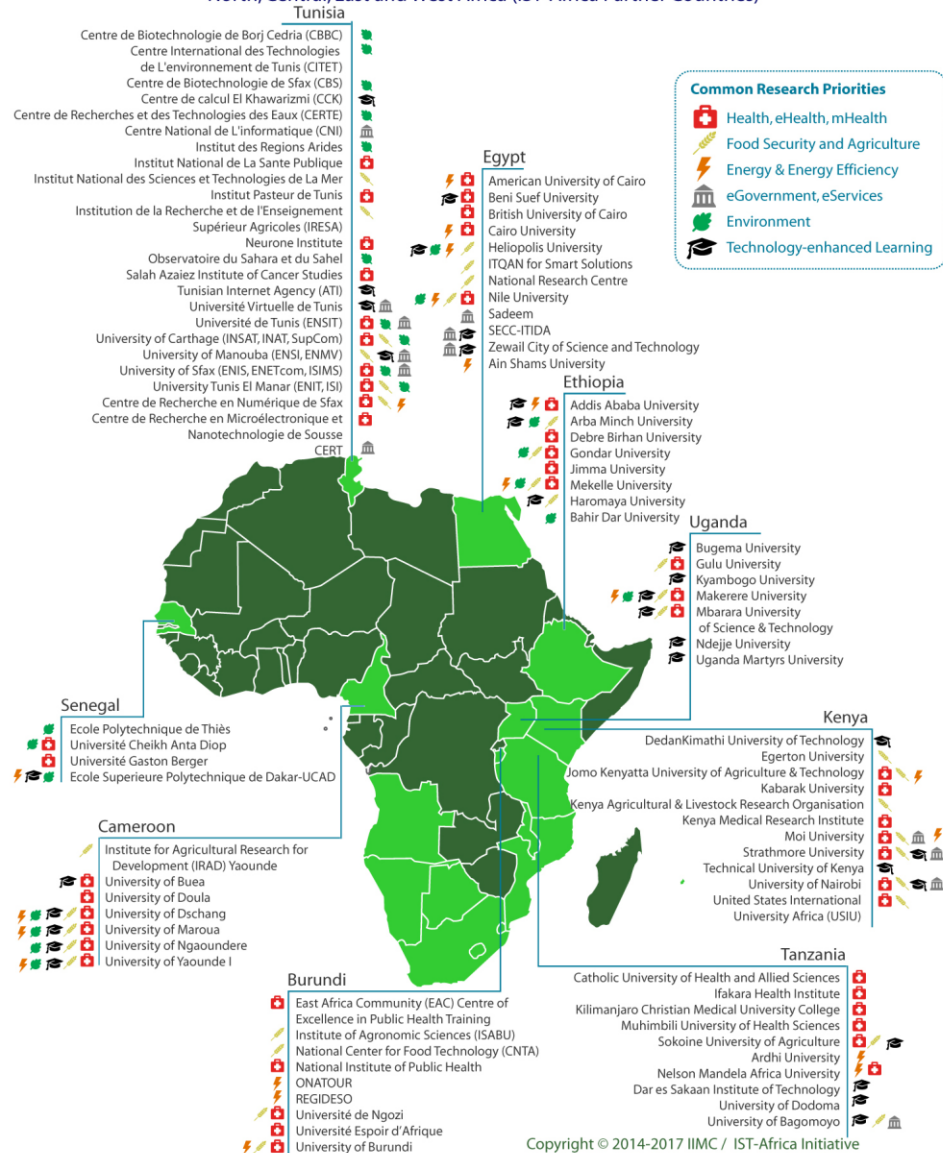 North, Central, East and West Africa (IST-Africa Partner Countries)
Tunisia
Centre de Biotechnologie de Borj Cedria (CBBC)
Centre International des Technologies
de L'environnement de Tunis (CITET)
Centre de Biotechnologie de Sfax (CBS)
Centre de calcul El Khawarizmi (CCK)
Centre de Recherches et des Technologies des Eaux (CERTE)
Centre National de L'informatique (CNI)
Institut des Regions Arides
Institut National de La Sante Publique
Institut National des Sciences et Technologies de La Mer
Institut Pasteur de Tunis
Institution de la Recherche et de l'Enseignement
Supérieur Agricoles (IRESA)
Neurone Institute
Observatoire du Sahara et du Sahel
Salah Azaiez Institute of Cancer Studies
Tunisian Internet Agency (ATI)
Université Virtuelle de Tunis
Université de Tunis (ENSIT)
University of Carthage (INSAT, INAT, SupCom)
University of Manouba (ENSI, ENMV)
University of Sfax (ENIS, ENETcom, ISIMS)
University Tunis El Manar (ENIT, ISI)
Centre de Recherche en Numérique de Sfax
Centre de Recherche en Microélectronique et
Nanotechnologie de Sousse
CERT
Common Research Priorities
Health, eHealth, mHealth
Food Security and Agriculture
Energy & Energy Efficiency
eGovernment, eServices
Environment
Technology-enhanced Learning
Egypt
American University of Cairo
Beni Suef University
British University of Cairo
Cairo University
Heliopolis University
ITQAN for Smart Solutions
National Research Centre
Nile University
Sadeem
SECC-ITIDA
Zewail City of Science and Technology
Ain Shams University
Ethiopia
Addis Ababa University
Arba Minch University
Debre Birhan University
Gondar University
Jimma University
Mekelle University
Haromaya University
Bahir Dar University
Uganda
Bugema University
Gulu University
Kyambogo University
Makerere University
Mbarara University
of Science & Technology
Ndejje University
Uganda Martyrs University
Senegal
Ecole Polytechnique de Thiès
Université Cheikh Anta Diop
Université Gaston Berger
Ecole Superieure Polytechnique de Dakar-UCAD
Kenya
DedanKimathi University of Technology
Egerton University
Jomo Kenyatta University of Agriculture & Technology
Kabarak University
Kenya Agricultural & Livestock Research Organisation
Kenya Medical Research Institute
Moi University
Strathmore University
Technical University of Kenya
University of Nairobi
United States International
University Africa (USIU)
Cameroon
Institute for Agricultural Research for
Development (IRAD) Yaounde
University of Buea
University of Doula
University of Dschang
University of Maroua
University of Ngaoundere
University of Yaounde I
Tanzania
Catholic University of Health and Allied Sciences
Ifakara Health Institute
Kilimanjaro Christian Medical University College
Muhimbili University of Health Sciences
Sokoine University of Agriculture
Ardhi University
Nelson Mandela Africa University
Dar es Sakaan Institute of Technology
University of Dodoma
University of Bagomoyo
Burundi
East Africa Community (EAC) Centre of
Excellence in Public Health Training
Institute of Agronomic Sciences (ISABU)
National Center for Food Technology (CNTA)
National Institute of Public Health
ONATOUR
REGIDESO
Université de Ngozi
Université Espoir d'Afrique
University of Burundi
Copyright © 2014-2017 IIMC / IST-Africa Initiative